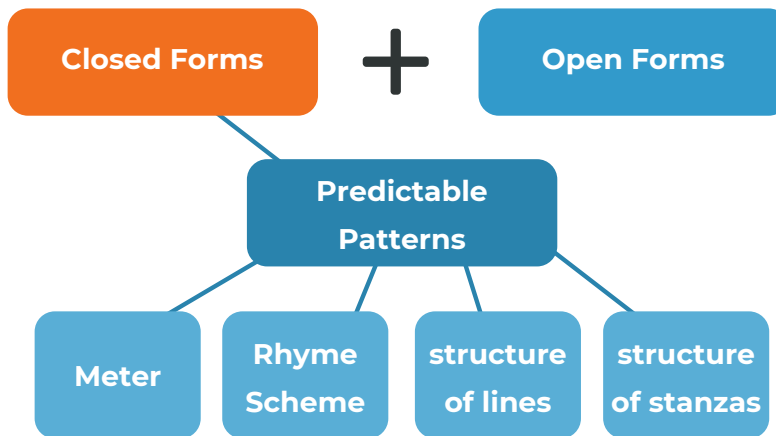 Closed Forms
Open Forms
Predictable
Patterns
Meter
Rhyme
Scheme
structure
of lines
structure
of stanzas